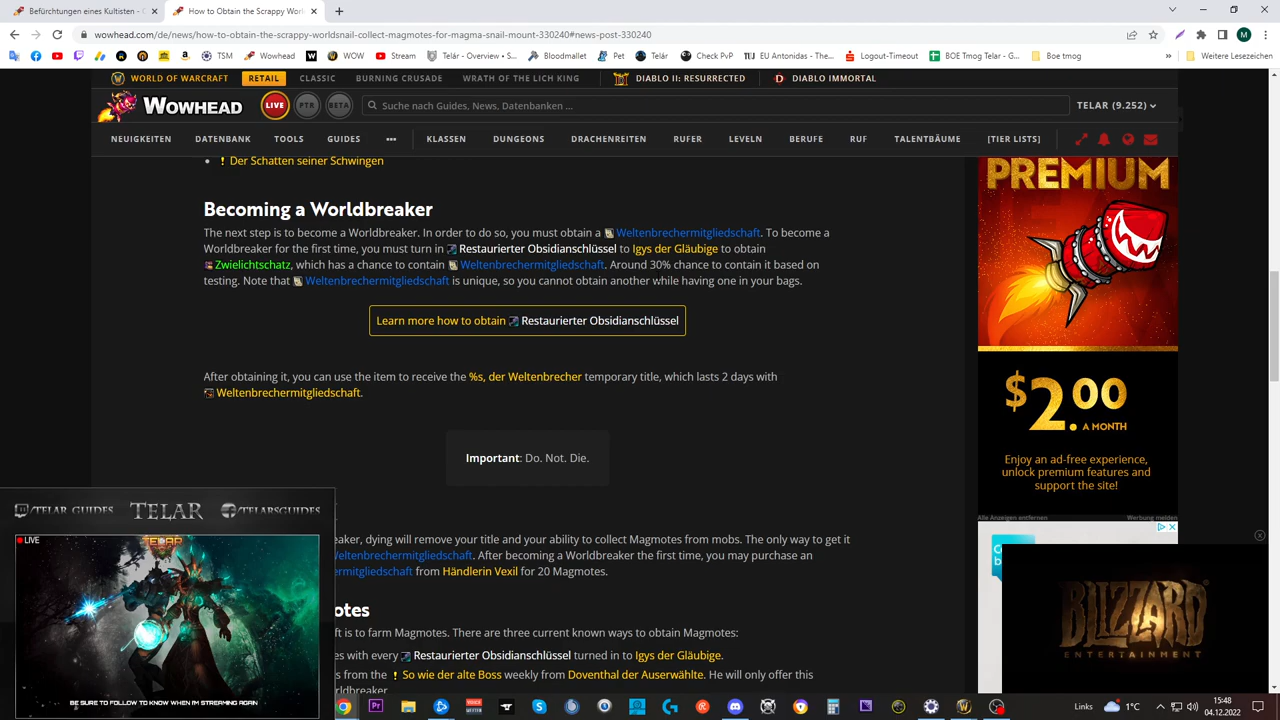 Befürchtungen eines Kultisten - C
How to Obtain the Scrappy Worl
wowhead.com/de/news/how-to-obtain-the-scrappy-worldsnail-collect-magmotes-for-magma-snail-mount-330240#news-post-330240
TSM
Wowhead
WOW
Stream
Telár - Overview - S...
Bloodmallet
Pet
Check PvP
EU Antonidas - The...
Logout-Timeout
BOE Tmog Telar - G...
Boe tmog
»
Weitere Lesezeichen
WORLD OF WARCRAFT RETAIL CLASSIC BURNING CRUSADE WRATH OF THE LICH KING DIABLO II: RESURRECTED DIABLO IMMORTAL
WOWHEAD LIVE PTR BETA Suche nach Guides, News, Datenbanken ... TELAR (9.252)
NEUIGKEITEN DATENBANK TOOLS GUIDES ••• KLASSEN DUNGEONS DRACHENREITEN RUFER LEVELN BERUFE RUF TALENTBÄUME [TIER LISTS]
Der Schatten seiner Schwingen
Becoming a Worldbreaker
The next step is to become a Worldbreaker. In order to do so, you must obtain a Weltenbrechermitgliedschaft. To become a
Worldbreaker for the first time, you must turn in Restaurierter Obsidianschlüssel to Igys der Gläubige to obtain
Zwielichtschatz, which has a chance to contain Weltenbrechermitgliedschaft. Around 30% chance to contain it based on
testing. Note that Weltenbrechermitgliedschaft is unique, so you cannot obtain another while having one in your bags.
Learn more how to obtain Restaurierter Obsidianschlüssel
After obtaining it, you can use the item to receive the %s, der Weltenbrecher temporary title, which lasts 2 days with
Weltenbrechermitgliedschaft.
Important: Do. Not. Die.
eaker, dying will remove your title and your ability to collect Magmotes from mobs. The only way to get it
Weltenbrechermitgliedschaft. After becoming a Worldbreaker the first time, you may purchase an
ermitgliedschaft from Händlerin Vexil for 20 Magmotes.
otes
ft is to farm Magmotes. There are three current known ways to obtain Magmotes:
es with every Restaurierter Obsidianschlüssel turned in to Igys der Gläubige.
s from the So wie der alte Boss weekly from Doventhal der Auserwählte. He will only offer this
rldbreaker
PREMIUM
$2.00
A MONTH
Enjoy an ad-free experience,
unlock premium features and
support the site!
Alle Anzeigen entfernen
Werbung melden
BLIZZARD
ENTERTAINMENT
/TELAR GUIDES
TELAR
/TELARSGUIDES
LIVE
TELAR
BE SURE TO FOLLOW TO KNOW WHEN I'M STREAMING AGAIN
Links
»
1°C
15:48
04.12.2022